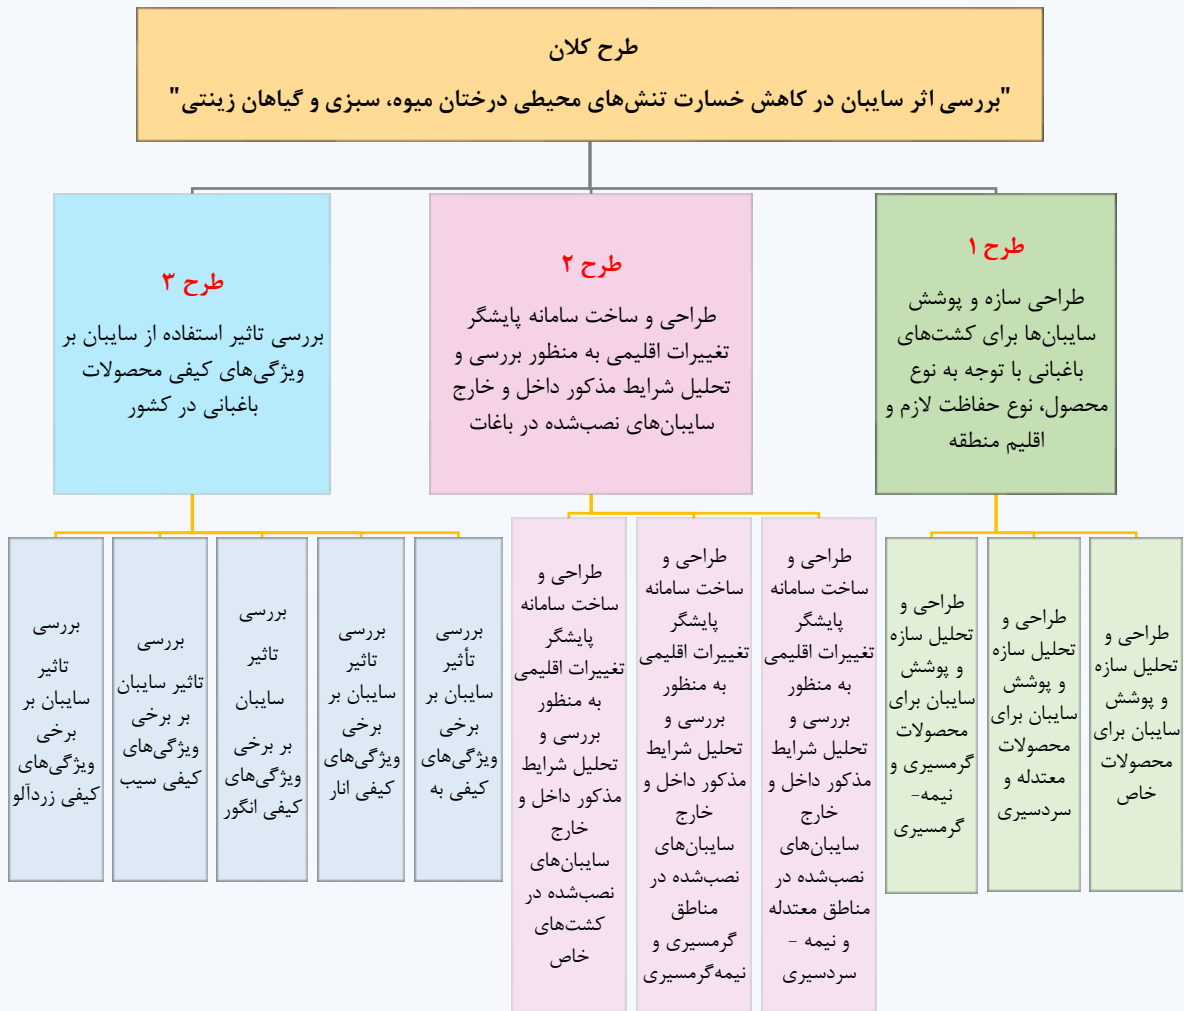 طرح کلان
"بررسی اثر سایبان در کاهش خسارت تنش‌های محیطی درختان میوه، سبزی و گیاهان زینتی"
طرح ۱
طراحی سازه و پوشش
سایبان‌ها برای کشت‌های
باغبانی با توجه به نوع
محصول، نوع حفاظت لازم و
اقلیم منطقه
طرح ۲
طراحی و ساخت سامانه پایشگر
تغییرات اقلیمی به منظور بررسی و
تحلیل شرایط مذکور داخل و خارج
سایبان‌های نصب‌شده در باغات
طرح ۳
بررسی تاثیر استفاده از سایبان بر
ویژگی‌های کیفی محصولات
باغبانی در کشور
طراحی و
تحلیل سازه
و پوشش
سایبان برای
محصولات
خاص
طراحی و
تحلیل سازه
و پوشش
سایبان برای
محصولات
معتدله و
سردسیری
طراحی و
تحلیل سازه
و پوشش
سایبان برای
محصولات
گرمسیری و
نیمه-
گرمسیری
طراحی و
ساخت سامانه
پایشگر
تغییرات اقلیمی
به منظور
بررسی و
تحلیل شرایط
مذکور داخل و
خارج
سایبان‌های
نصب‌شده در
مناطق معتدله
و نیمه -
سردسیری
طراحی و
ساخت سامانه
پایشگر
تغییرات اقلیمی
به منظور
بررسی و
تحلیل شرایط
مذکور داخل و
خارج
سایبان‌های
نصب‌شده در
مناطق
گرمسیری و
نیمه‌گرمسیری
طراحی و
ساخت سامانه
پایشگر
تغییرات اقلیمی
به منظور
بررسی و
تحلیل شرایط
مذکور داخل و
خارج
سایبان‌های
نصب‌شده در
کشت‌های
خاص
بررسی
تأثیر
سایبان بر
برخی
ویژگی‌های
کیفی به
بررسی
تاثیر
سایبان بر
برخی
ویژگی‌های
کیفی انار
بررسی
تاثیر
سایبان
بر برخی
ویژگی‌های
کیفی انگور
بررسی
تاثیر سایبان
بر برخی
ویژگی‌های
کیفی سیب
بررسی
تاثیر
سایبان بر
برخی
ویژگی‌های
کیفی زردآلو